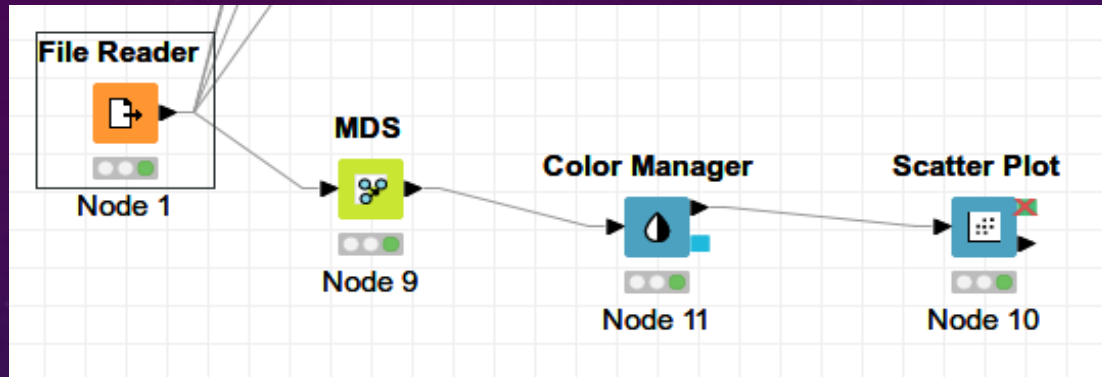 File Reader
Node 1
MDS
Node 9
Color Manager
Node 11
Scatter Plot
Node 10